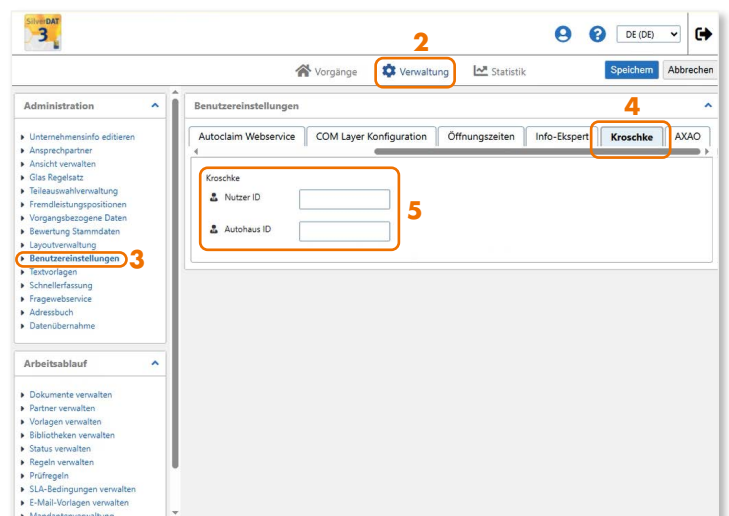 SilverDAT
3
DE (DE)
2
Vorgänge
Verwaltung
Statistik
Speichern
Abbrechen
Administration
Unternehmensinfo editieren
Ansprechpartner
Ansicht verwalten
Glas Regelsatz
Teileauswahlverwaltung
Fremdleistungspositionen
Vorgangsbezogene Daten
Bewertung Stammdaten
Layoutverwaltung
Benutzereinstellungen
3
Textvorlagen
Schnellerfassung
Fragewebservice
Adressbuch
Datenübernahme
Arbeitsablauf
Dokumente verwalten
Partner verwalten
Vorlagen verwalten
Bibliotheken verwalten
Status verwalten
Regeln verwalten
Prüfregeln
SLA-Bedingungen verwalten
E-Mail-Vorlagen verwalten
Mandantenverwaltung
Benutzereinstellungen
4
Autoclaim Webservice
COM Layer Konfiguration
Öffnungszeiten
Info-Ekspert
Kroschke
AXAO
Kroschke
Nutzer ID
5
Autohaus ID